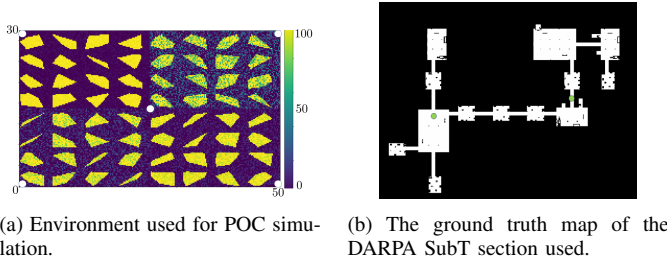 30
100
50
0
0
50
(a) Environment used for POC simu-
lation.
(b) The ground truth map of the
DARPA SubT section used.